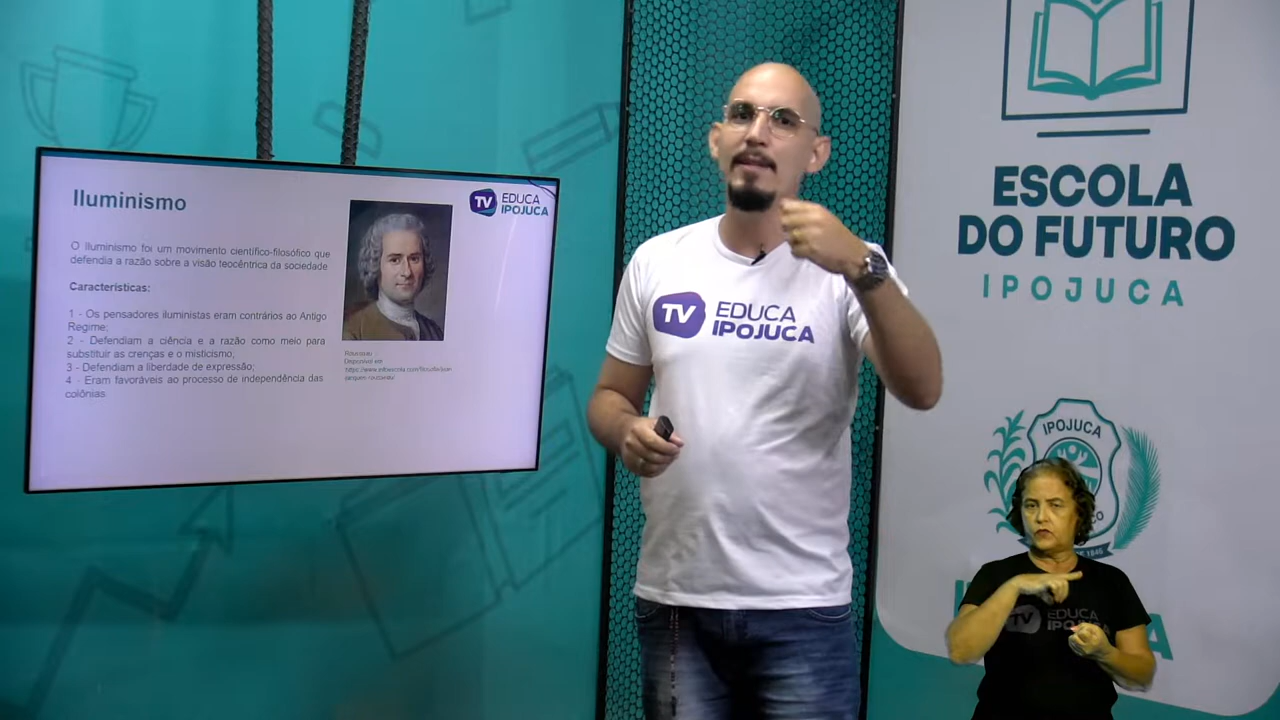 Iluminismo
TV EDUCA
IPOJUCA
O Iluminismo foi um movimento científico-filosófico que
defendia a razão sobre a visão teocêntrica da sociedade
Características:
1 - Os pensadores iluministas eram contrários ao Antigo
Regime;
2 - Defendiam a ciência e a razão como meio para
substituir as crenças e o misticismo;
3 - Defendiam a liberdade de expressão;
4 - Eram favoráveis ao processo de independência das
colônias.
Rousseau
Disponível em
TV EDUCA
IPOJUCA
ESCOLA
DO FUTURO
IPOJUCA
IPOJUCA
TV EDUCA